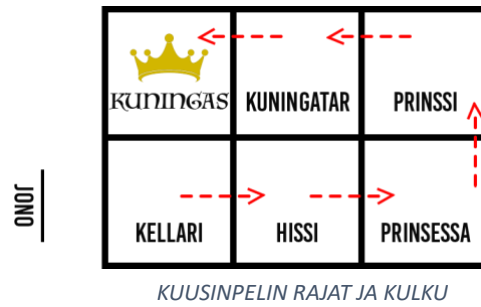 KUNINGAS
KUNINGATAR
PRINSSI
JONO
KELLARI
HISSI
PRINSESSA
KUUSINPELIN RAJAT JA KULKU